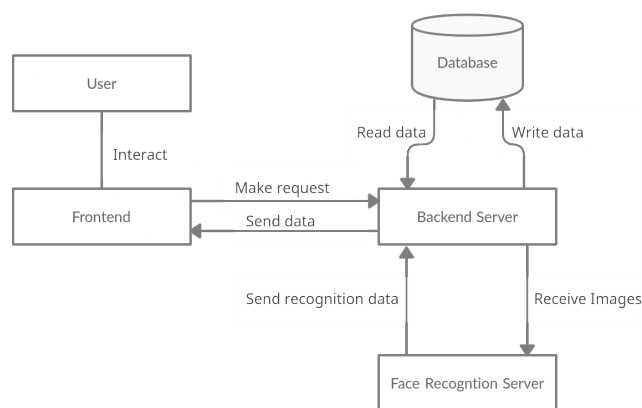 Database
User
Read data
Write data
Interact
Make request
Frontend
Send data
Backend Server
Send recognition data
Receive Images
Face Recogntion Server